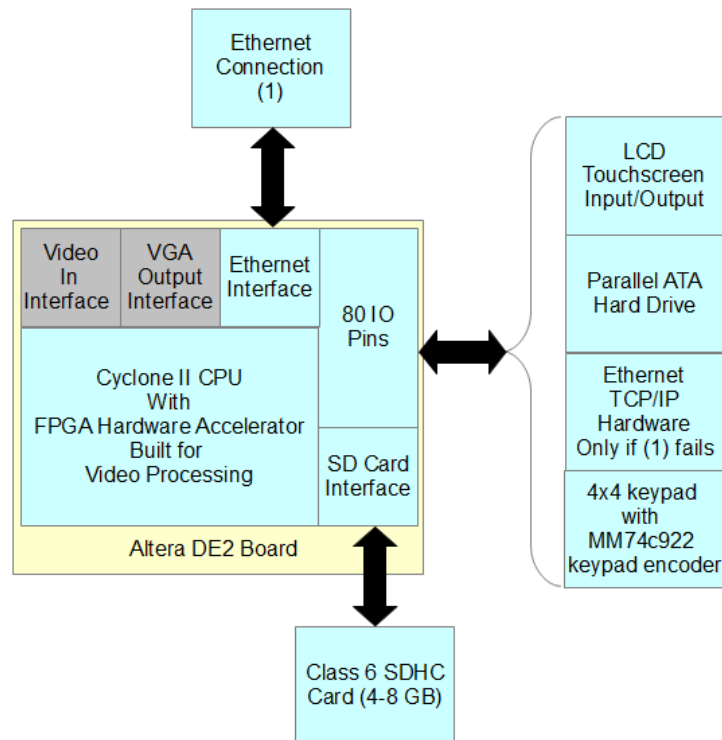 Ethernet
Connection
(1)
LCD
Touchscreen
Input/Output
Parallel ATA
Hard Drive
Ethernet
TCP/IP
Hardware
Only if (1) fails
4x4 keypad
with
MM74c922
keypad encoder
Video
In
Interface
VGA
Output
Interface
Ethernet
Interface
80 IO
Pins
Cyclone II CPU
With
FPGA Hardware Accelerator
Built for
Video Processing
SD Card
Interface
Altera DE2 Board
Class 6 SDHC
Card (4-8 GB)